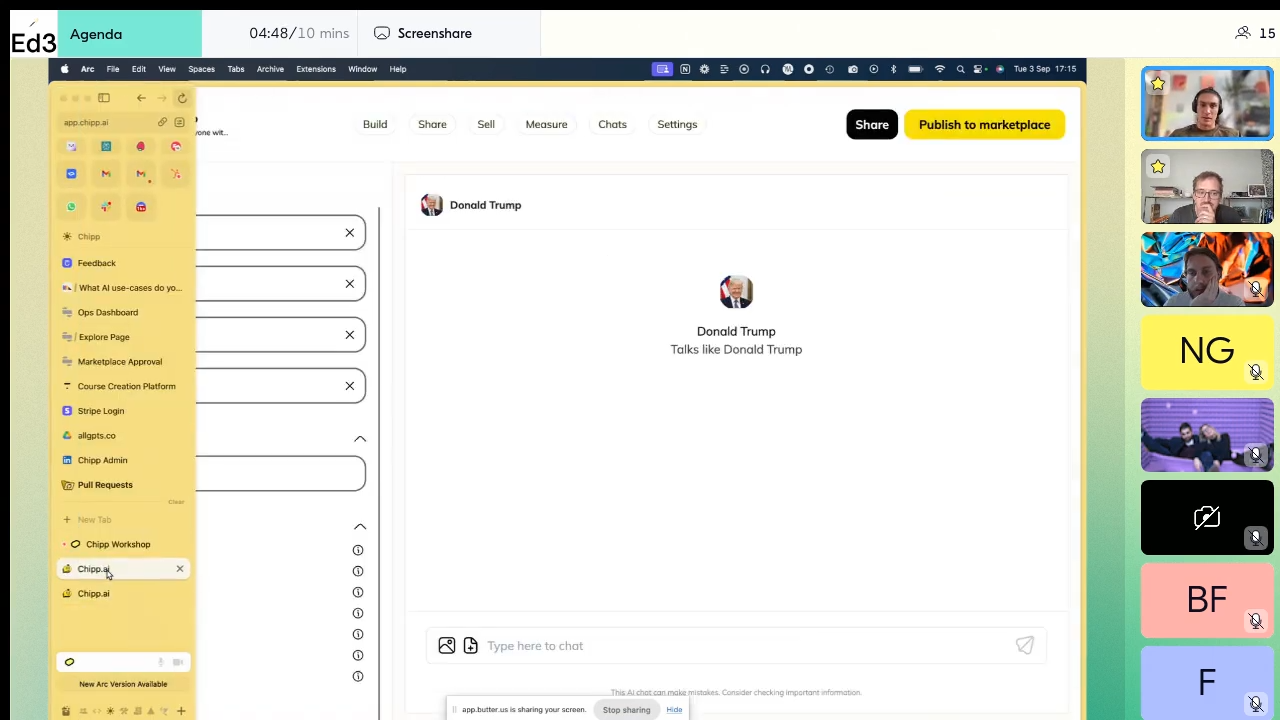 Ed3
Agenda
04:48/10 mins
Screenshare
15
Arc File Edit View Spaces Tabs Archive Extensions Window Help
Tue 3 Sep 17:15
app.chipp.ai
yone wit..
Build Share Sell Measure Chats Settings
Share
Publish to marketplace
Chipp
Feedback
What AI use-cases do yo...
Ops Dashboard
Explore Page
Marketplace Approval
Course Creation Platform
Stripe Login
allgpts.co
Chipp Admin
Pull Requests
Clear
New Tab
Chipp Workshop
Chipp.ai
Chipp.ai
New Arc Version Available
Donald Trump
Donald Trump
Talks like Donald Trump
Type here to chat
This AI chat can make mistakes. Consider checking important information.
app.butter.us is sharing your screen.
Stop sharing
Hide
NG
BF
F